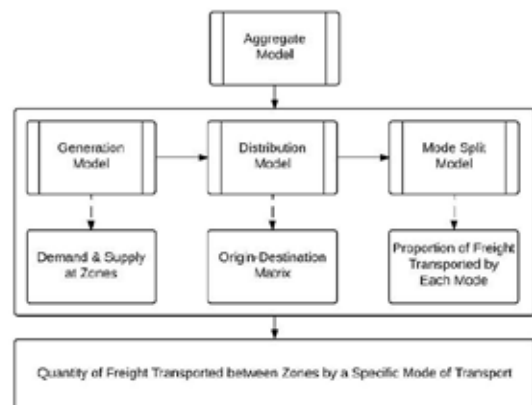 Aggregate
Model
Generation
Model
Distribution
Model
Mode Split
Model
Demand & Supply
at Zones
Origin-Destination
Matrix
Proportion of Freight
Transported by
Each Mode
Quantity of Freight Transported between Zones by a Specific Mode of Transport